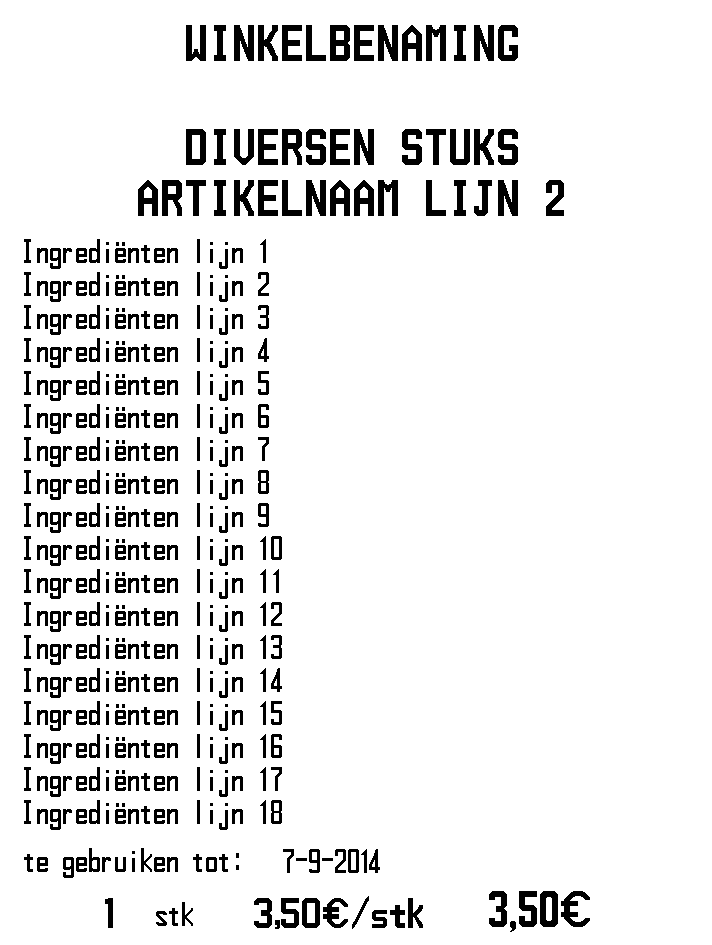 WINKELBENAMING
DIVERSEN STUKS
ARTIKELNAAM LIJN 2
Ingrediënten lijn 1
Ingrediënten lijn 2
Ingrediënten lijn 3
Ingrediënten lijn 4
Ingrediënten lijn 5
Ingrediënten lijn 6
Ingrediënten lijn 7
Ingrediënten lijn 8
Ingrediënten lijn 9
Ingrediënten lijn 10
Ingrediënten lijn 11
Ingrediënten lijn 12
Ingrediënten lijn 13
Ingrediënten lijn 14
Ingrediënten lijn 15
Ingrediënten lijn 16
Ingrediënten lijn 17
Ingrediënten lijn 18
te gebruiken tot: 7-9-2014
1 stk 3,50€/stk 3,50€